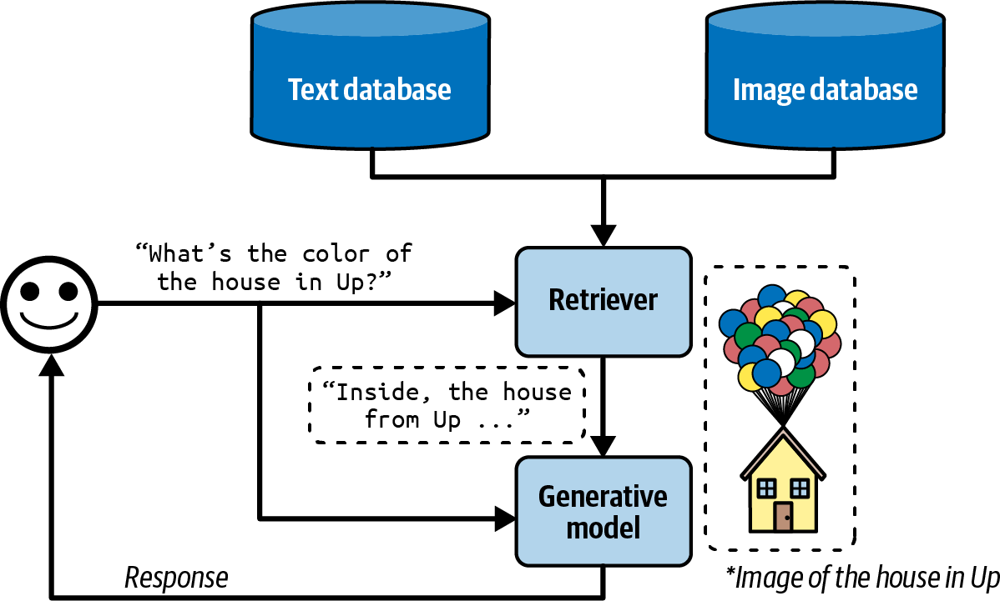 Text database
Image database
“What’s the color of
the house in Up?”
Retriever
“Inside, the house
from Up ...”
Generative
model
Response
*Image of the house in Up